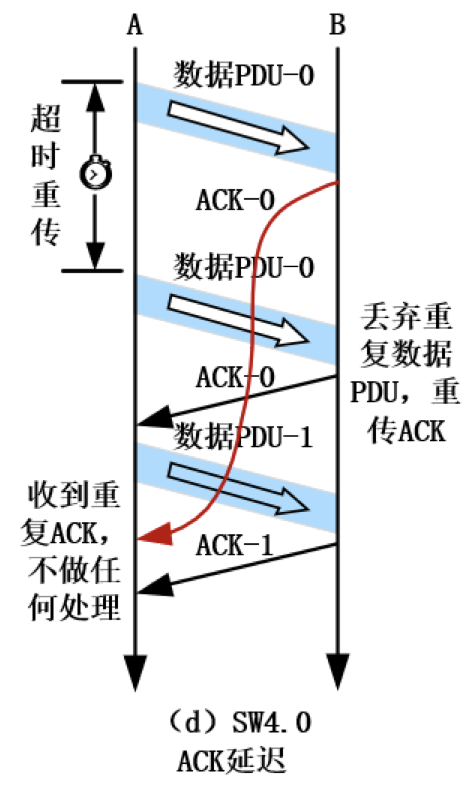 A
B
数据PDU-0
超
时
重
传
ACK-0
数据PDU-0
丢弃重
复数据
PDU，重
传ACK
ACK-0
数据PDU-1
收到重
复ACK，
不做任
何处理
ACK-1
（d）SW4.0
ACK延迟